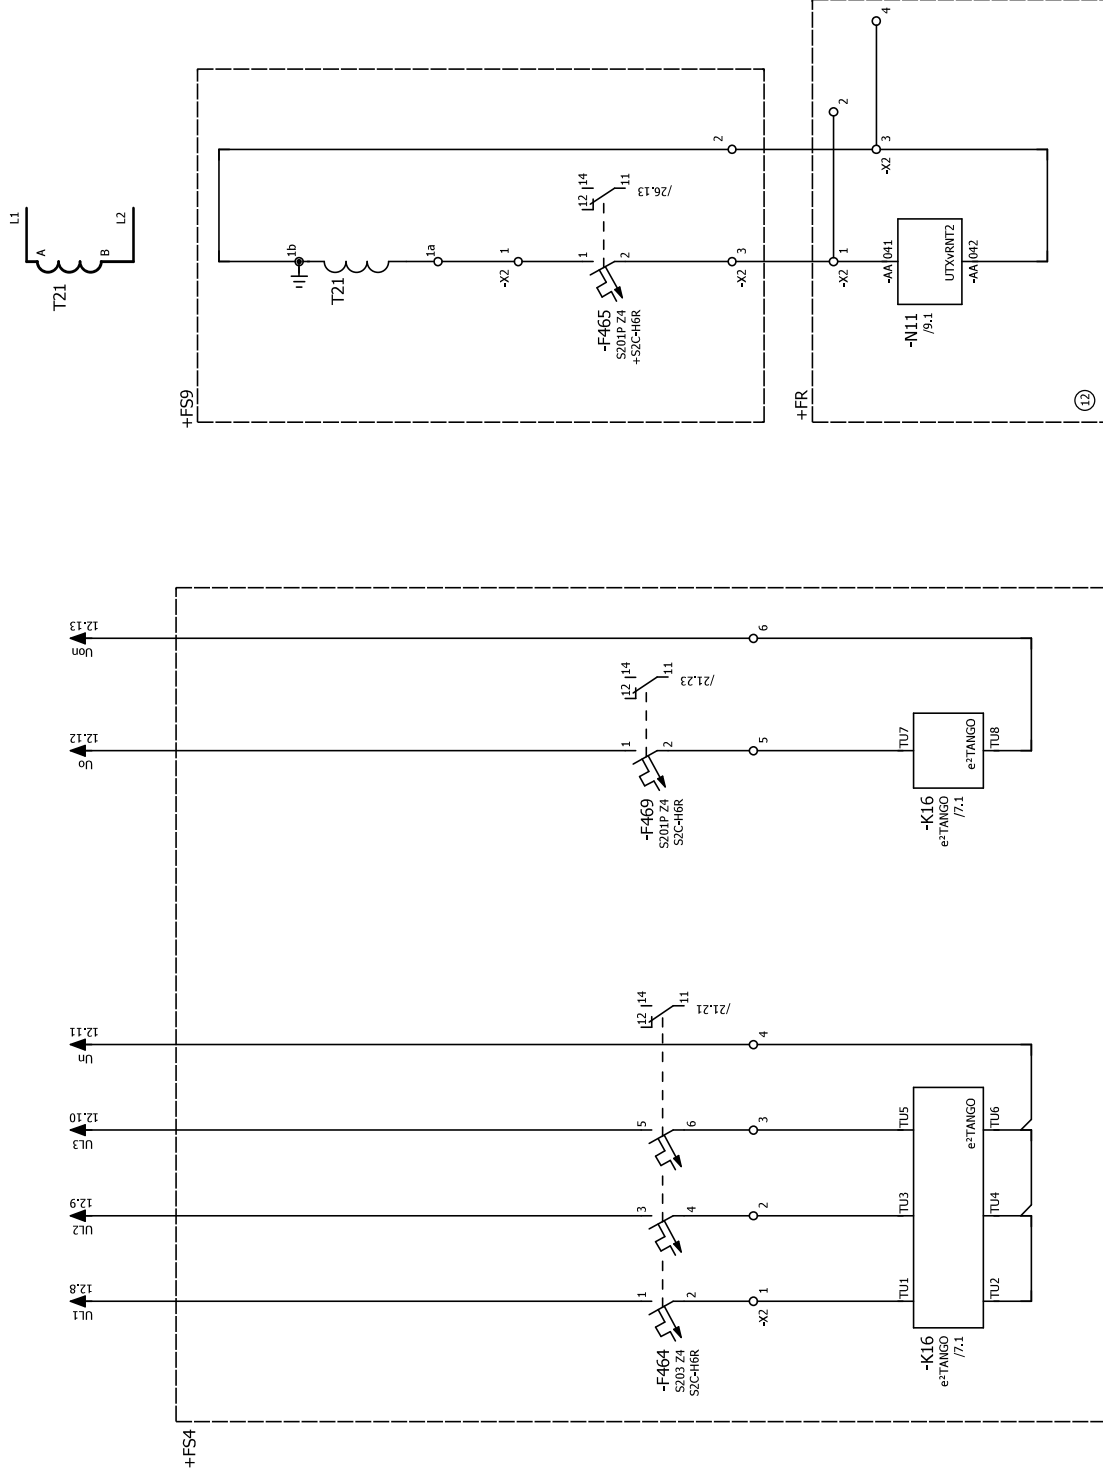 T21
A
B
L1
L2
+FS9
1b
T21
1a
-X2
1
-F465
S201P Z4
+S2C-H6R
1
2
12
14
11
/26.13
-X2
3
2
+FR
-X2
1
2
-X2
3
4
-N11
/9.1
-AA
041
UTXvRNT2
-AA
042
12
+FS4
UL1
12.8
UL2
12.9
UL3
12.10
Un
12.11
Uo
12.12
Uon
12.13
-F464
S203 Z4
S2C-H6R
1
2
3
4
5
6
12
14
11
/21.21
-X2
1
2
3
4
-K16
e²TANGO
/7.1
TU1
TU2
TU3
TU4
TU5
TU6
e²TANGO
-F469
S201P Z4
S2C-H6R
1
2
12
14
11
/21.23
5
6
-K16
e²TANGO
/7.1
TU7
TU8
e²TANGO